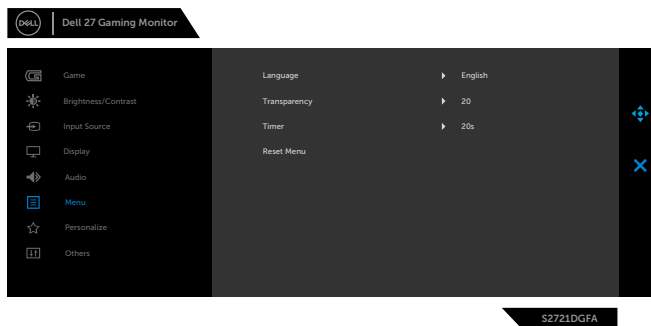 DELL
Dell 27 Gaming Monitor
Game
Language
English
Brightness/Contrast
Transparency
20
Input Source
Timer
20s
Display
Reset Menu
Audio
Menu
Personalize
Others
S2721DGFA